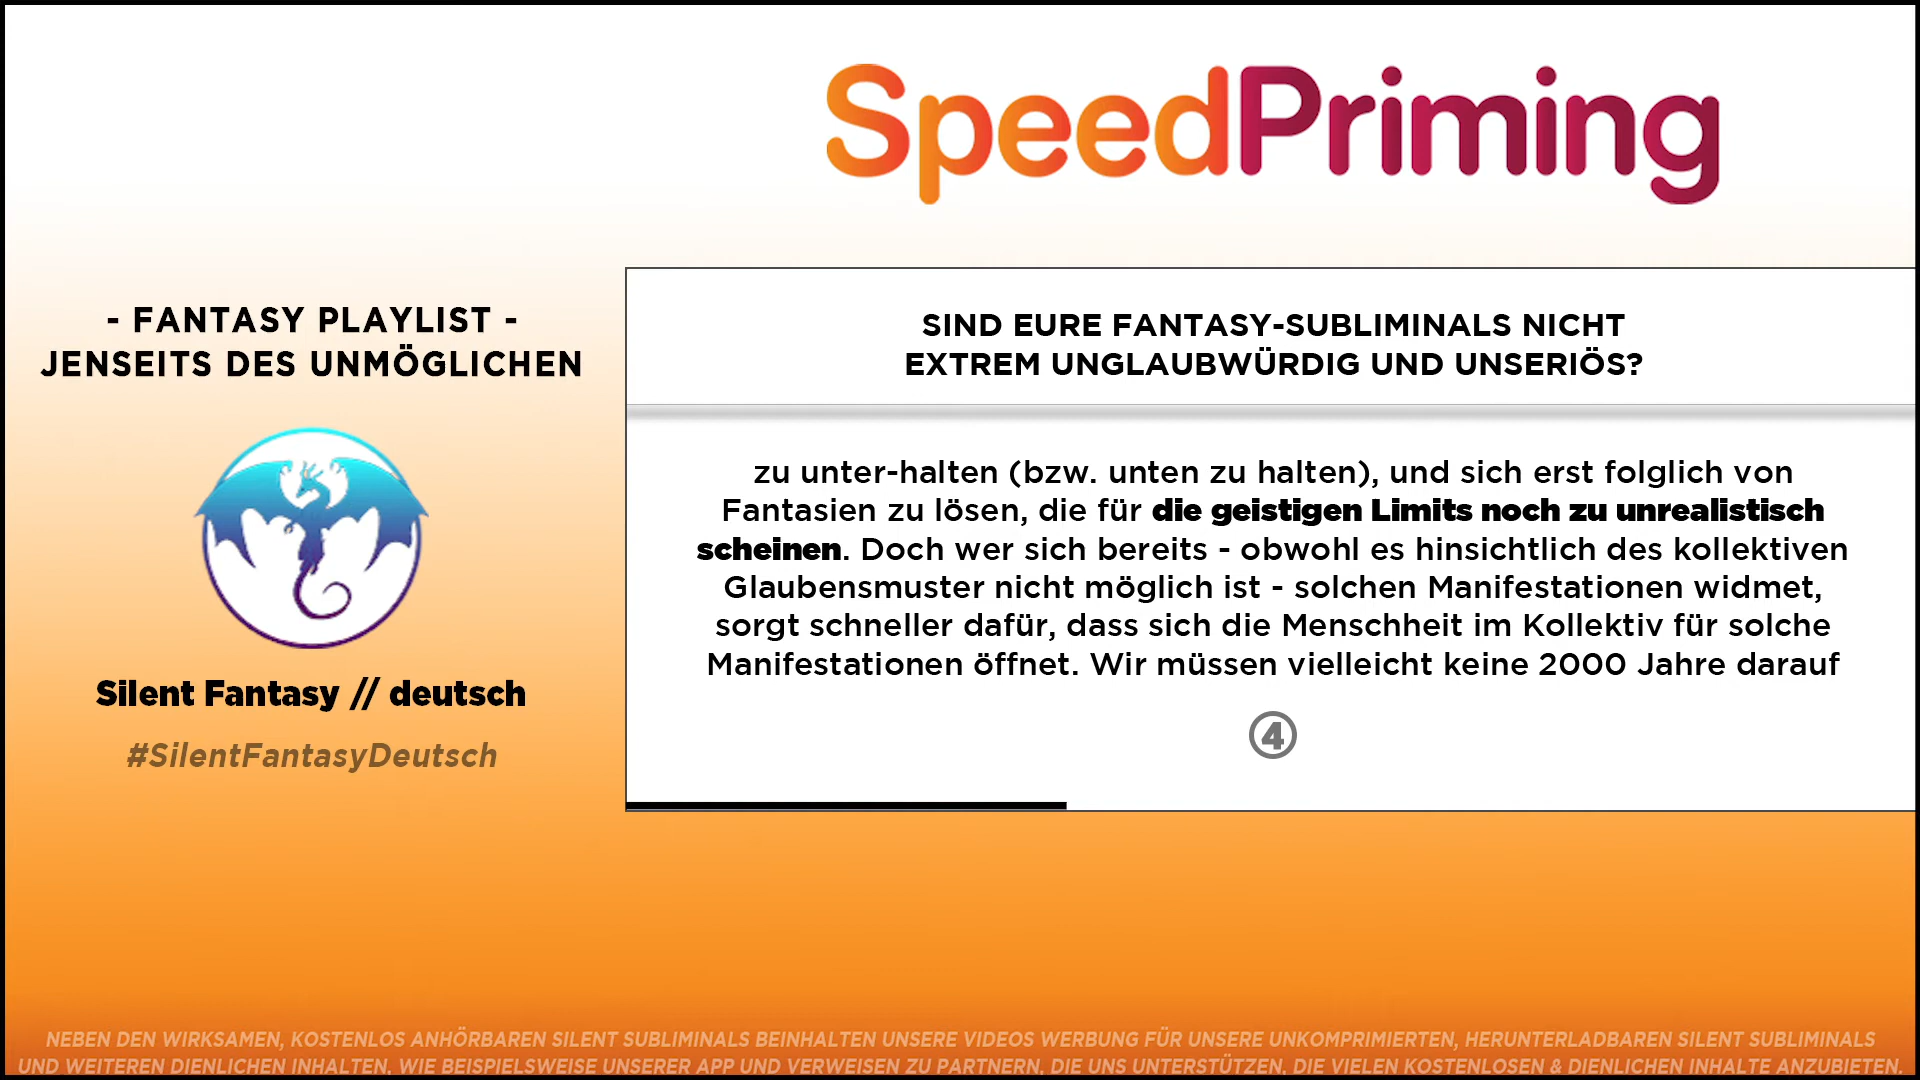 SpeedPriming
- FANTASY PLAYLIST -
JENSEITS DES UNMÖGLICHEN
Silent Fantasy // deutsch
#SilentFantasyDeutsch
SIND EURE FANTASY-SUBLIMINALS NICHT
EXTREM UNGLAUBWÜRDIG UND UNSERIÖS?
zu unter-halten (bzw. unten zu halten), und sich erst folglich von
Fantasien zu lösen, die für die geistigen Limits noch zu unrealistisch
scheinen. Doch wer sich bereits - obwohl es hinsichtlich des kollektiven
Glaubensmuster nicht möglich ist - solchen Manifestationen widmet,
sorgt schneller dafür, dass sich die Menschheit im Kollektiv für solche
Manifestationen öffnet. Wir müssen vielleicht keine 2000 Jahre darauf
④
NEBEN DEN WIRKSAMEN, KOSTENLOS ANHÖRBAREN SILENT SUBLIMINALS BEINHALTEN UNSERE VIDEOS WERBUNG FÜR UNSERE UNKOMPRIMIERTEN, HERUNTERLADBAREN SILENT SUBLIMINALS
UND WEITEREN DIENLICHEN INHALTEN, WIE BEISPIELSWEISE UNSERER APP UND VERWEISEN ZU PARTNERN, DIE UNS UNTERSTÜTZEN, DIE VIELEN KOSTENLOSEN & DIENLICHEN INHALTE ANZUBIETEN.